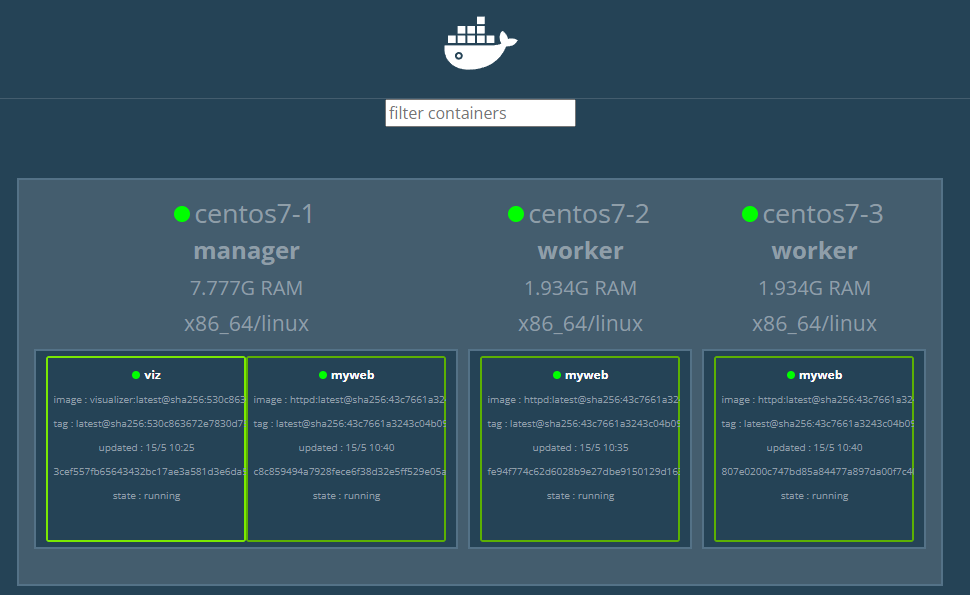 filter containers
centos7-1
manager
7.777G RAM
x86_64/linux
viz
image : visualizer:latest@sha256:530c863
tag : latest@sha256:530c863672e7830d7
updated : 15/5 10:25
3cef557fb65643432bc17ae3a581d3e6da5
state : running
myweb
image : httpd:latest@sha256:43c7661a32
tag : latest@sha256:43c7661a3243c04b09
updated : 15/5 10:40
c8c859494a7928fece6f38d32e5ff529e05a
state : running
centos7-2
worker
1.934G RAM
x86_64/linux
myweb
image : httpd:latest@sha256:43c7661a32
tag : latest@sha256:43c7661a3243c04b09
updated : 15/5 10:35
fe94f774c62d6028b9e27dbe9150129d16
state : running
centos7-3
worker
1.934G RAM
x86_64/linux
myweb
image : httpd:latest@sha256:43c7661a32
tag : latest@sha256:43c7661a3243c04b09
updated : 15/5 10:40
807e0200c747bd85a84477a897da00f7c4
state : running